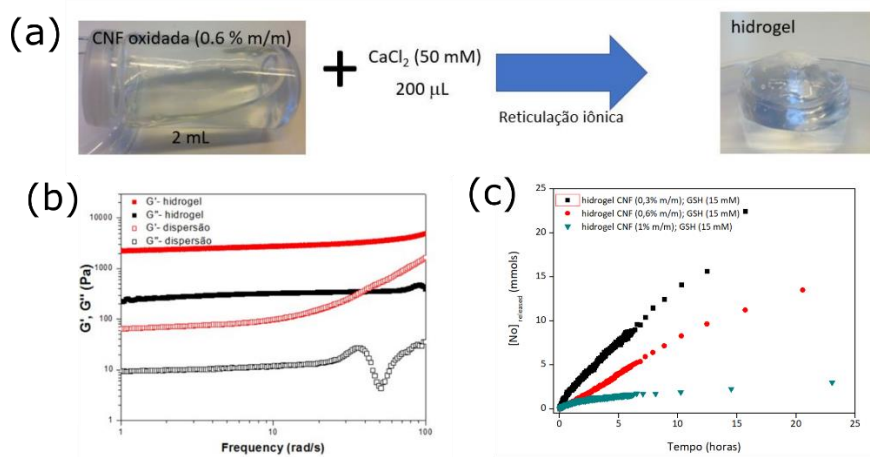 (a)
CNF oxidada (0.6 % m/m)
2 mL
+
CaCl₂ (50 mM)
200 µL
Reticulação iônica
hidrogel
(b)
G'- hidrogel
G''- hidrogel
G'- dispersão
G''- dispersão
G', G'' (Pa)
10000
1000
100
10
1
1
10
100
Frequency (rad/s)
(c)
hidrogel CNF (0,3% m/m); GSH (15 mM)
hidrogel CNF (0,6% m/m); GSH (15 mM)
hidrogel CNF (1% m/m); GSH (15 mM)
[No]released (mmols)
25
20
15
10
5
0
0
5
10
15
20
25
Tempo (horas)